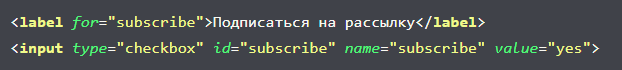 <label for="subscribe">Подписаться на рассылку</label>
<input type="checkbox" id="subscribe" name="subscribe" value="yes">